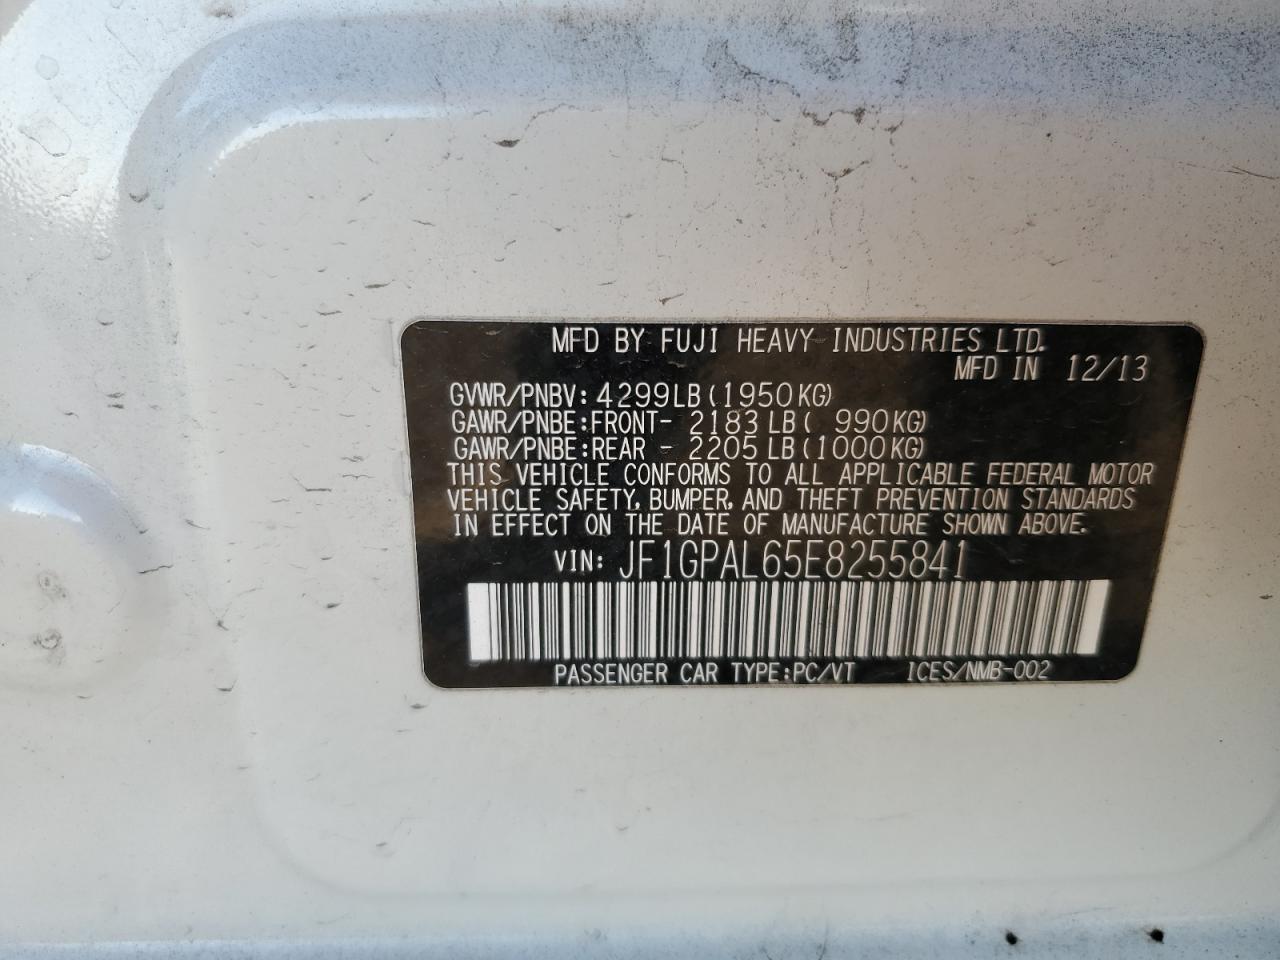 MFD BY FUJI HEAVY INDUSTRIES LTD.
MFD IN 12/13
GVWR/PNBV: 4299LB (1950KG)
GAWR/PNBE:FRONT- 2183 LB ( 990KG)
GAWR/PNBE:REAR - 2205 LB (1000KG)
THIS VEHICLE CONFORMS TO ALL APPLICABLE FEDERAL MOTOR
VEHICLE SAFETY, BUMPER, AND THEFT PREVENTION STANDARDS
IN EFFECT ON THE DATE OF MANUFACTURE SHOWN ABOVE.
VIN: JF1GPAL65E8255841
PASSENGER CAR TYPE:PC/VT ICES/NMB-002